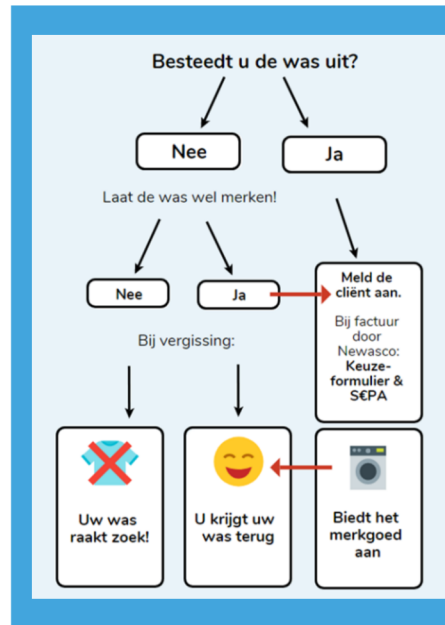 Besteedt u de was uit?
Nee
Ja
Laat de was wel merken!
Nee
Ja
Meld de
cliënt aan.
Bij factuur
door
Newasco:
Keuze-
formulier &
S€PA
Bij vergissing:
Uw was
raakt zoek!
U krijgt uw
was terug
Biedt het
merkgoed
aan